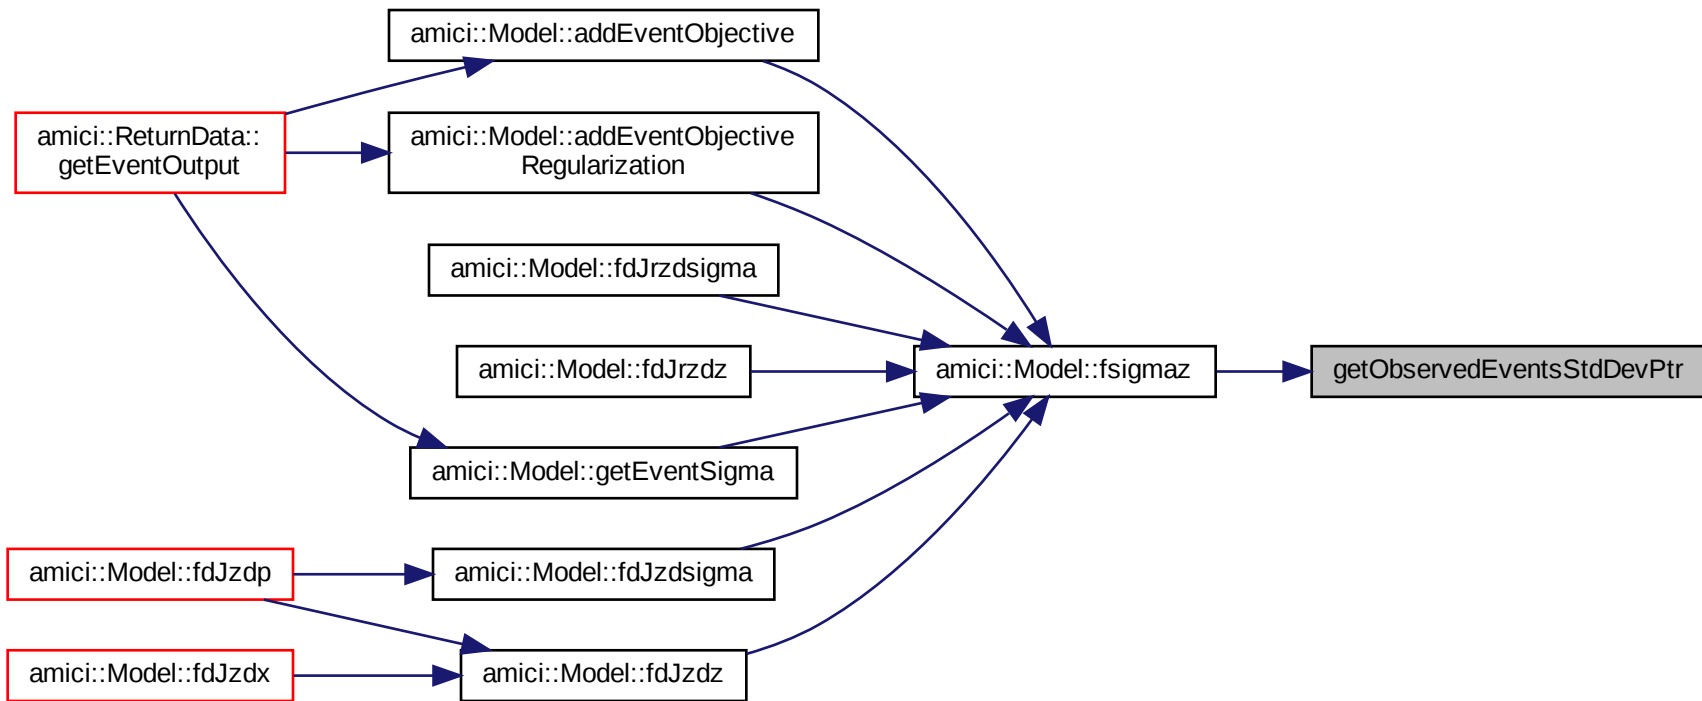 amici::Model::addEventObjective
amici::ReturnData::
getEventOutput
amici::Model::addEventObjective
Regularization
amici::Model::fdJrzdsigma
amici::Model::fdJrzdz
amici::Model::fsigmaz
getObservedEventsStdDevPtr
amici::Model::getEventSigma
amici::Model::fdJzdp
amici::Model::fdJzdsigma
amici::Model::fdJzdx
amici::Model::fdJzdz